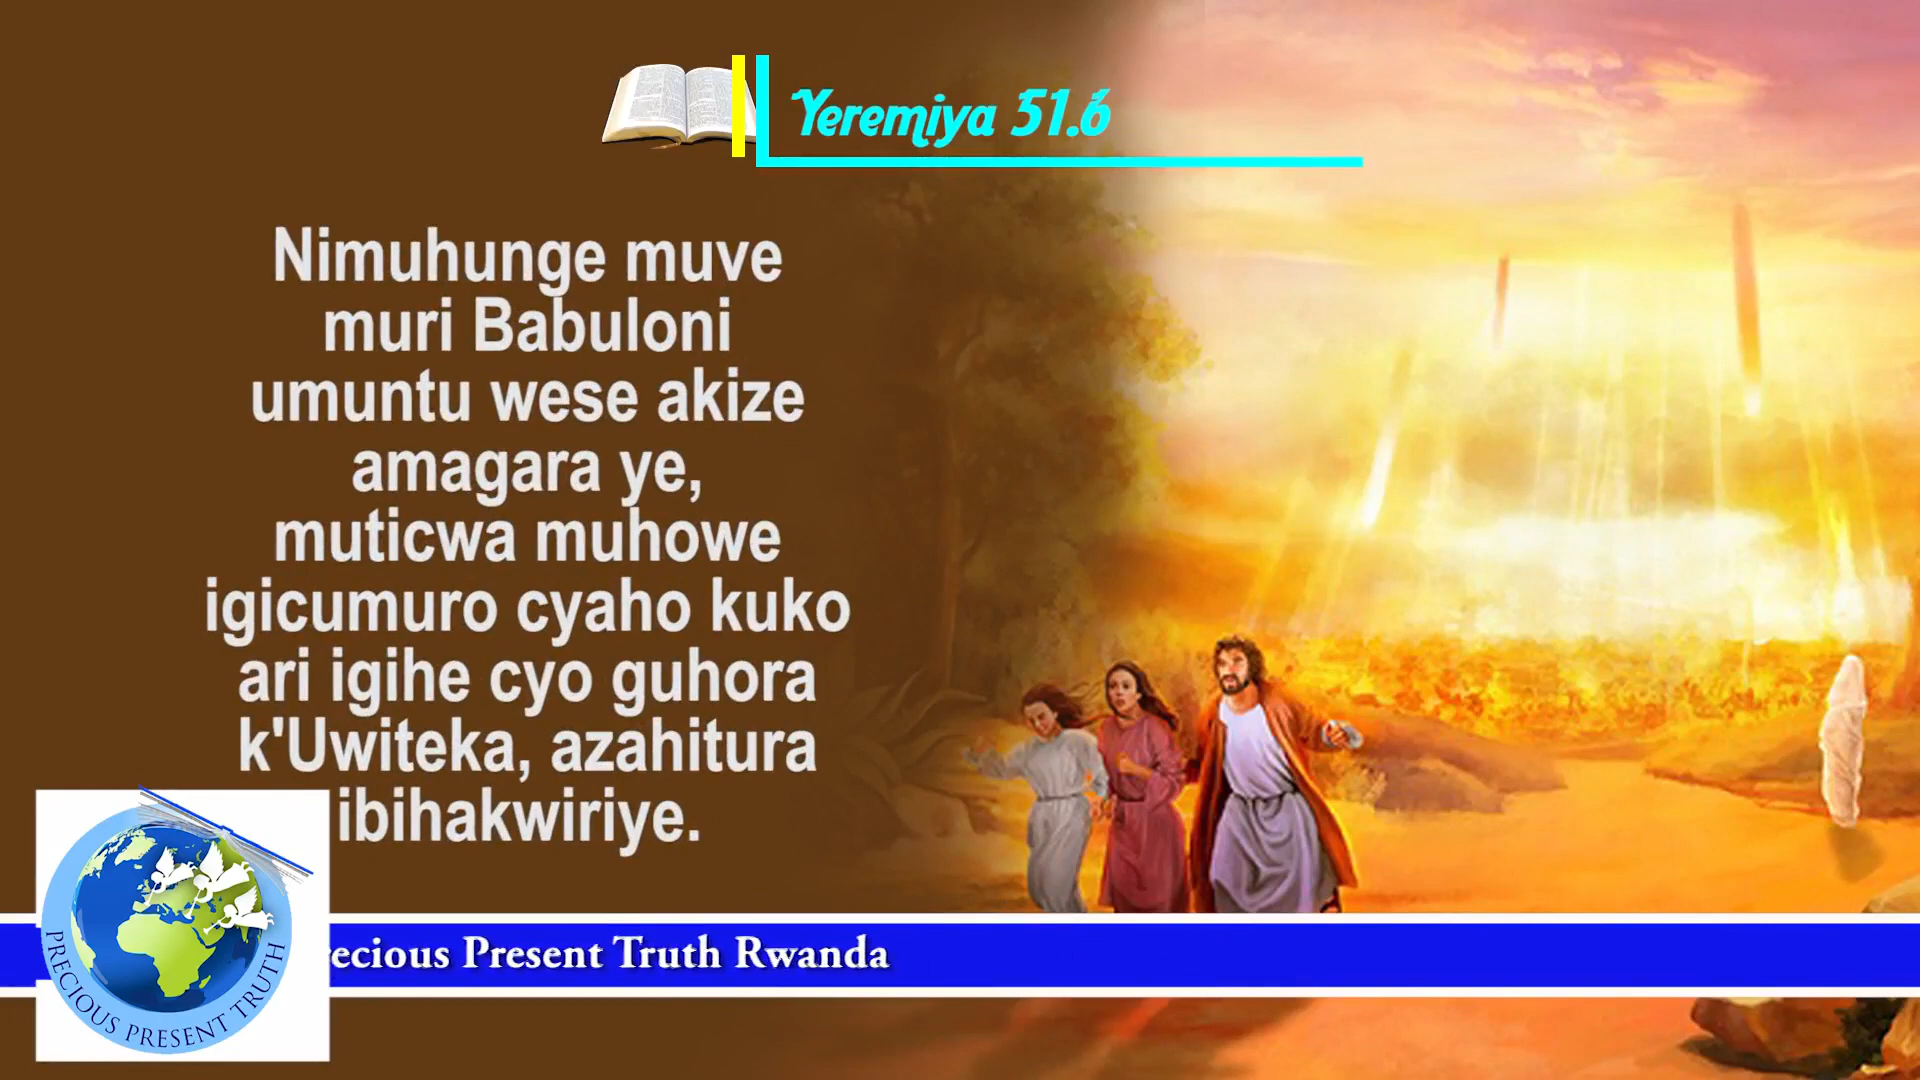 Yeremiya 51.6
Nimuhunge muve
muri Babuloni
umuntu wese akize
amagara ye,
muticwa muhowe
igicumuro cyaho kuko
ari igihe cyo guhora
k'Uwiteka, azahitura
ibihakwiriye.
recious Present Truth Rwanda
PRECIOUS PRESENT TRUTH